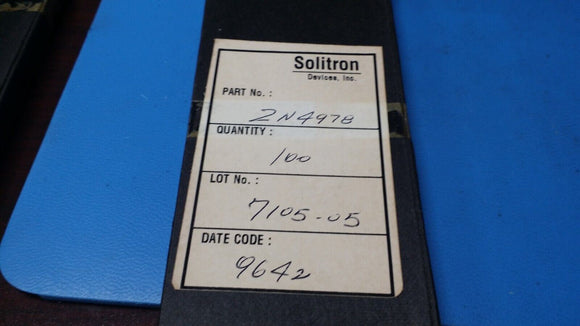 Solitron
Devices, Inc.
PART No. :
2N4978
QUANTITY :
100
LOT No. :
7105-05
DATE CODE :
9642